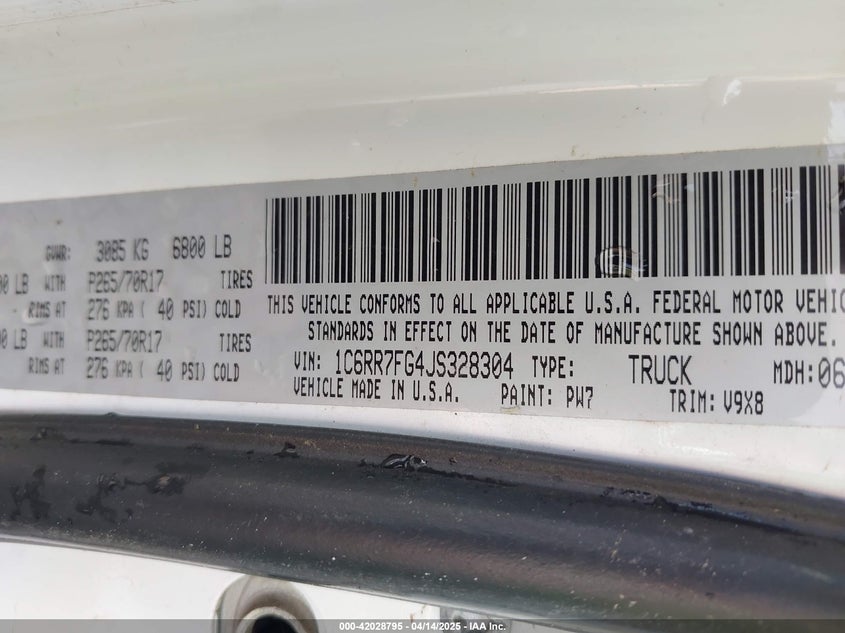 GVWR: 3085 KG 6800 LB
00 LB WITH P265/70R17 TIRES
RIMS AT 276 KPA ( 40 PSI) COLD
00 LB WITH P265/70R17 TIRES
RIMS AT 276 KPA ( 40 PSI) COLD
THIS VEHICLE CONFORMS TO ALL APPLICABLE U.S.A. FEDERAL MOTOR VEHIC
STANDARDS IN EFFECT ON THE DATE OF MANUFACTURE SHOWN ABOVE.
VIN: 1C6RR7FG4JS328304 TYPE: TRUCK MDH:06
VEHICLE MADE IN U.S.A. PAINT: PW7 TRIM: V9X8
000-42028795 - 04/14/2025 - IAA Inc.